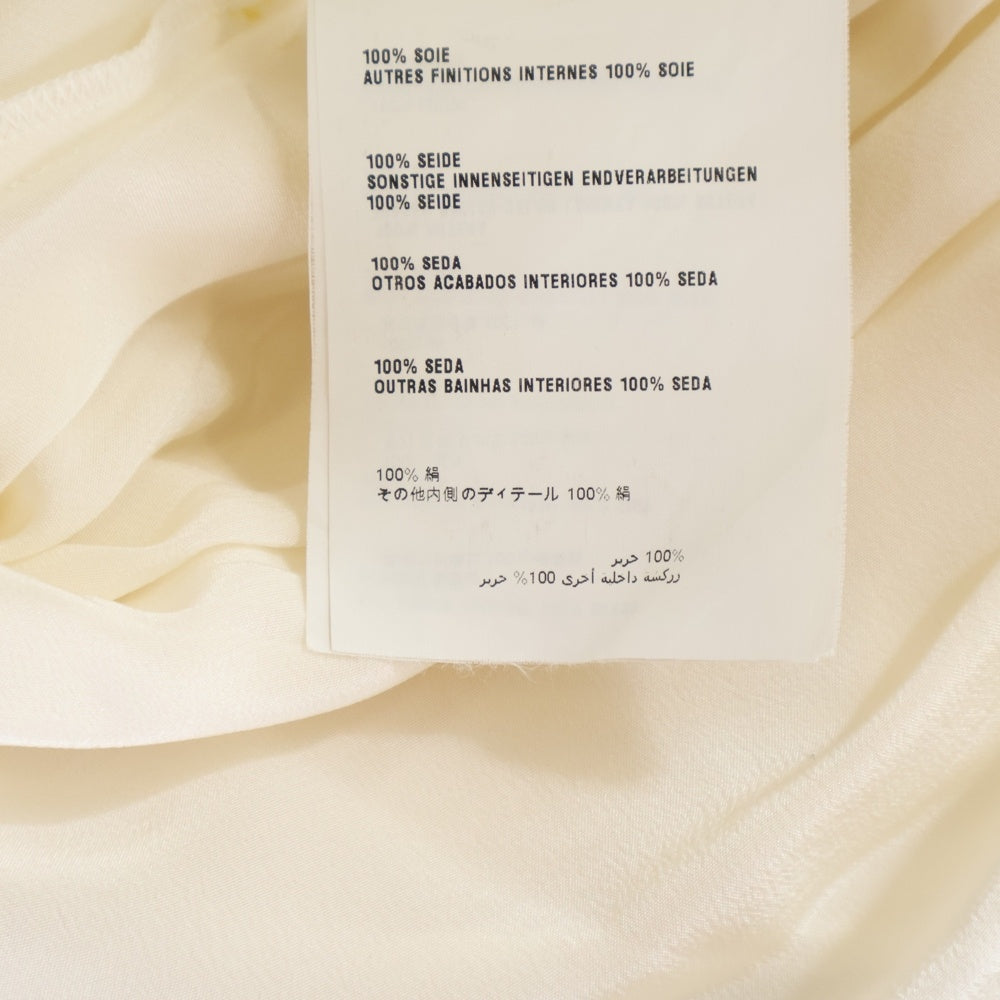 100% SOIE
AUTRES FINITIONS INTERNES 100% SOIE
100% SEIDE
SONSTIGE INNENSEITIGEN ENDVERARBEITUNGEN
100% SEIDE
100% SEDA
OTROS ACABADOS INTERIORES 100% SEDA
100% SEDA
OUTRAS BAINHAS INTERIORES 100% SEDA
100% 絹
その他内側のディテール 100% 絹
100% حرير
زركشة داخلية أخرى 100% حرير